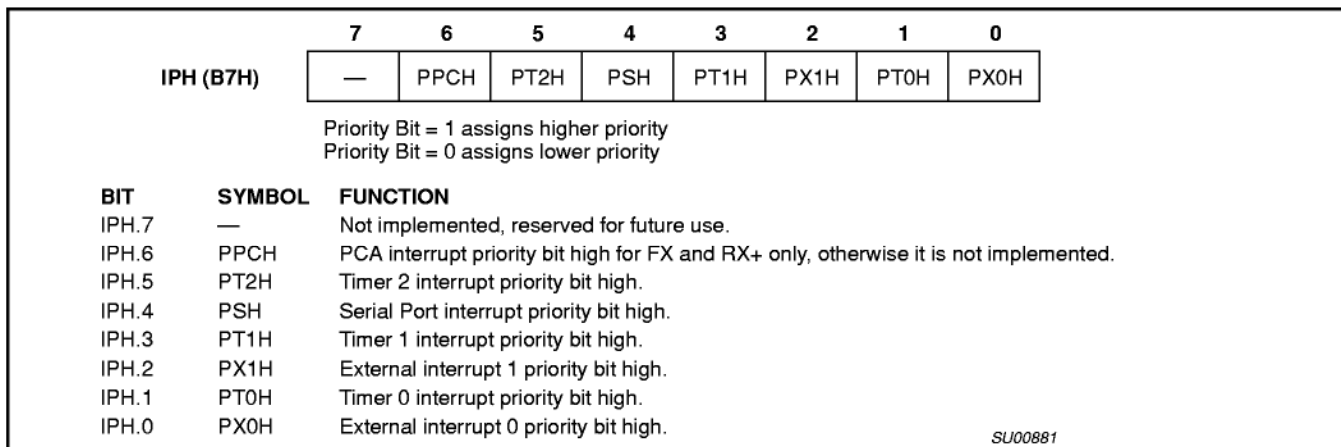 7 6 5 4 3 2 1 0
IPH (B7H) — PPCH PT2H PSH PT1H PX1H PT0H PX0H
Priority Bit = 1 assigns higher priority
Priority Bit = 0 assigns lower priority
BIT SYMBOL FUNCTION
IPH.7 — Not implemented, reserved for future use.
IPH.6 PPCH PCA interrupt priority bit high for FX and RX+ only, otherwise it is not implemented.
IPH.5 PT2H Timer 2 interrupt priority bit high.
IPH.4 PSH Serial Port interrupt priority bit high.
IPH.3 PT1H Timer 1 interrupt priority bit high.
IPH.2 PX1H External interrupt 1 priority bit high.
IPH.1 PT0H Timer 0 interrupt priority bit high.
IPH.0 PX0H External interrupt 0 priority bit high.
SU00881